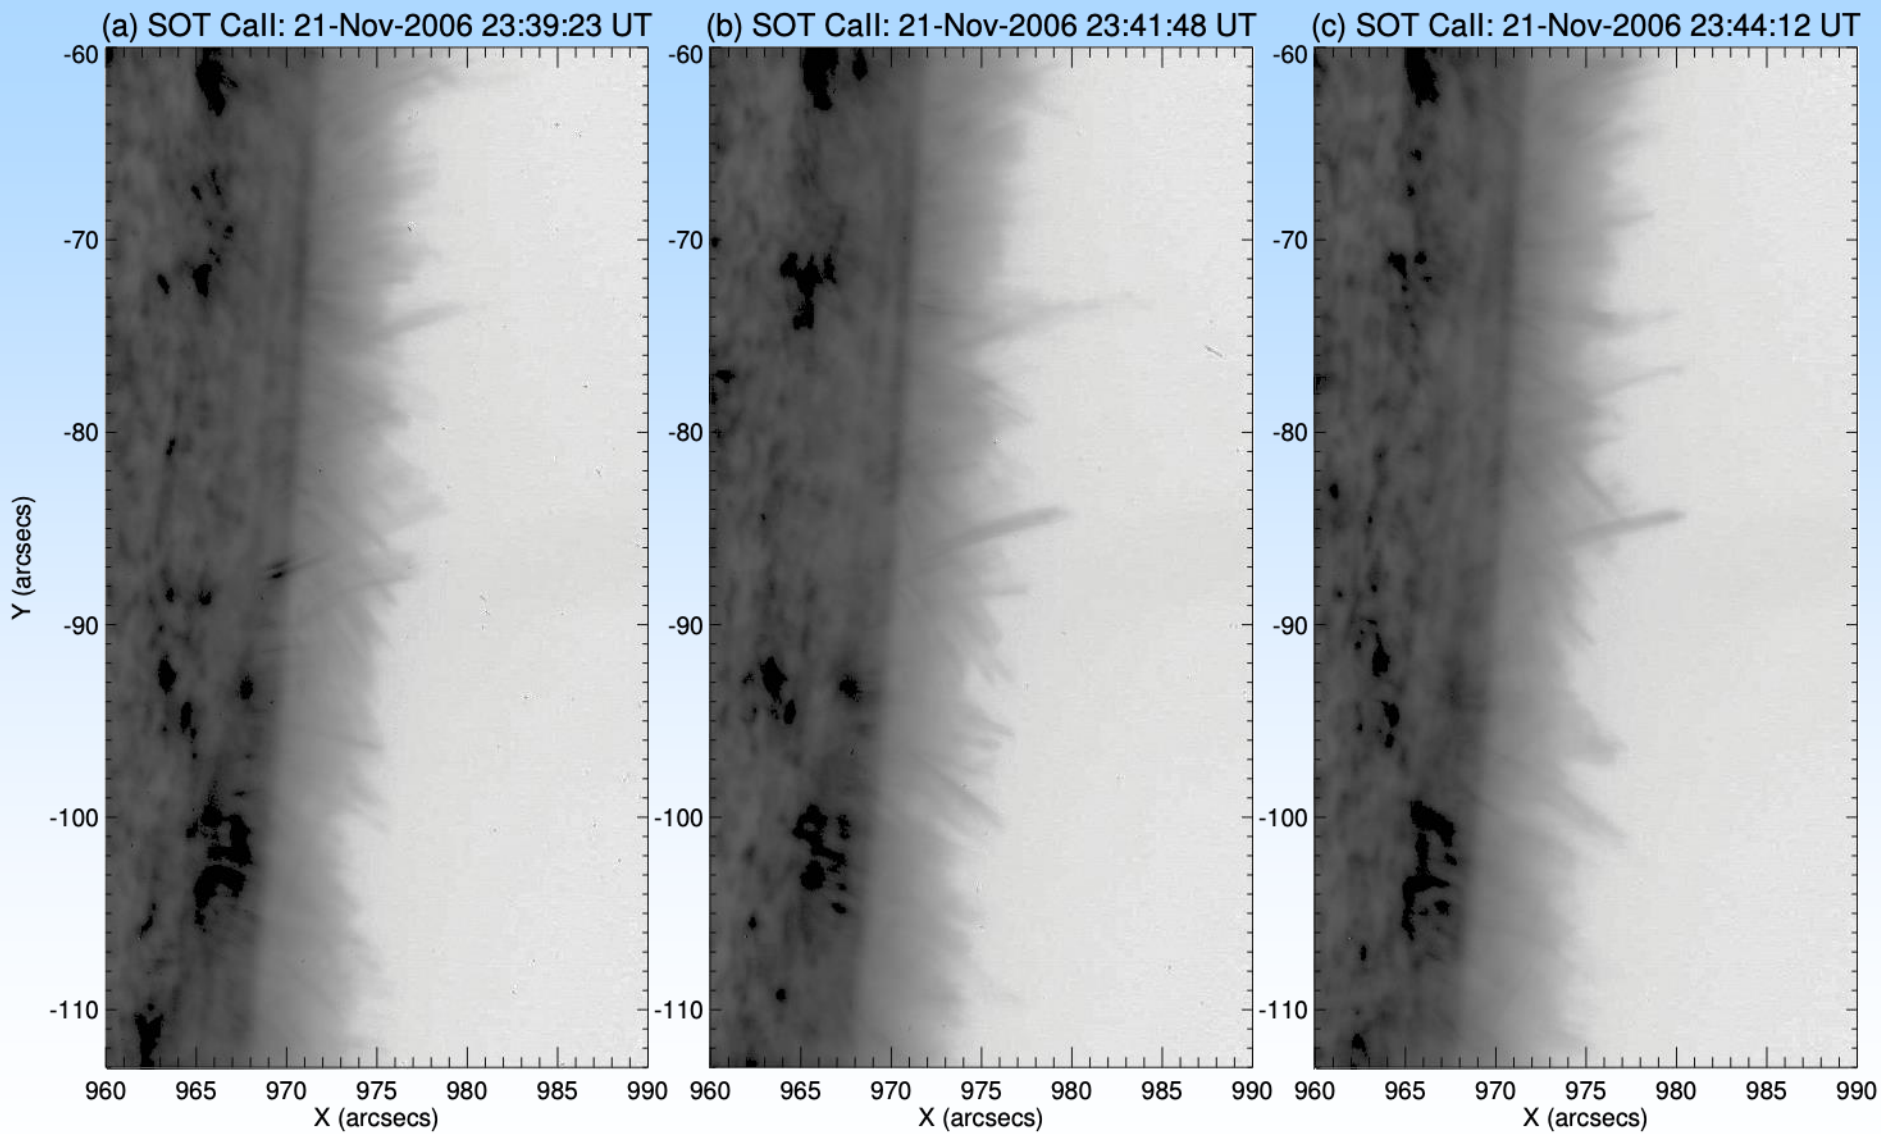 (a) SOT CaII: 21-Nov-2006 23:39:23 UT
(b) SOT CaII: 21-Nov-2006 23:41:48 UT
(c) SOT CaII: 21-Nov-2006 23:44:12 UT
-60
-70
-80
-90
-100
-110
Y (arcsecs)
960 965 970 975 980 985 990
X (arcsecs)
-60
-70
-80
-90
-100
-110
960 965 970 975 980 985 990
X (arcsecs)
-60
-70
-80
-90
-100
-110
960 965 970 975 980 985 990
X (arcsecs)